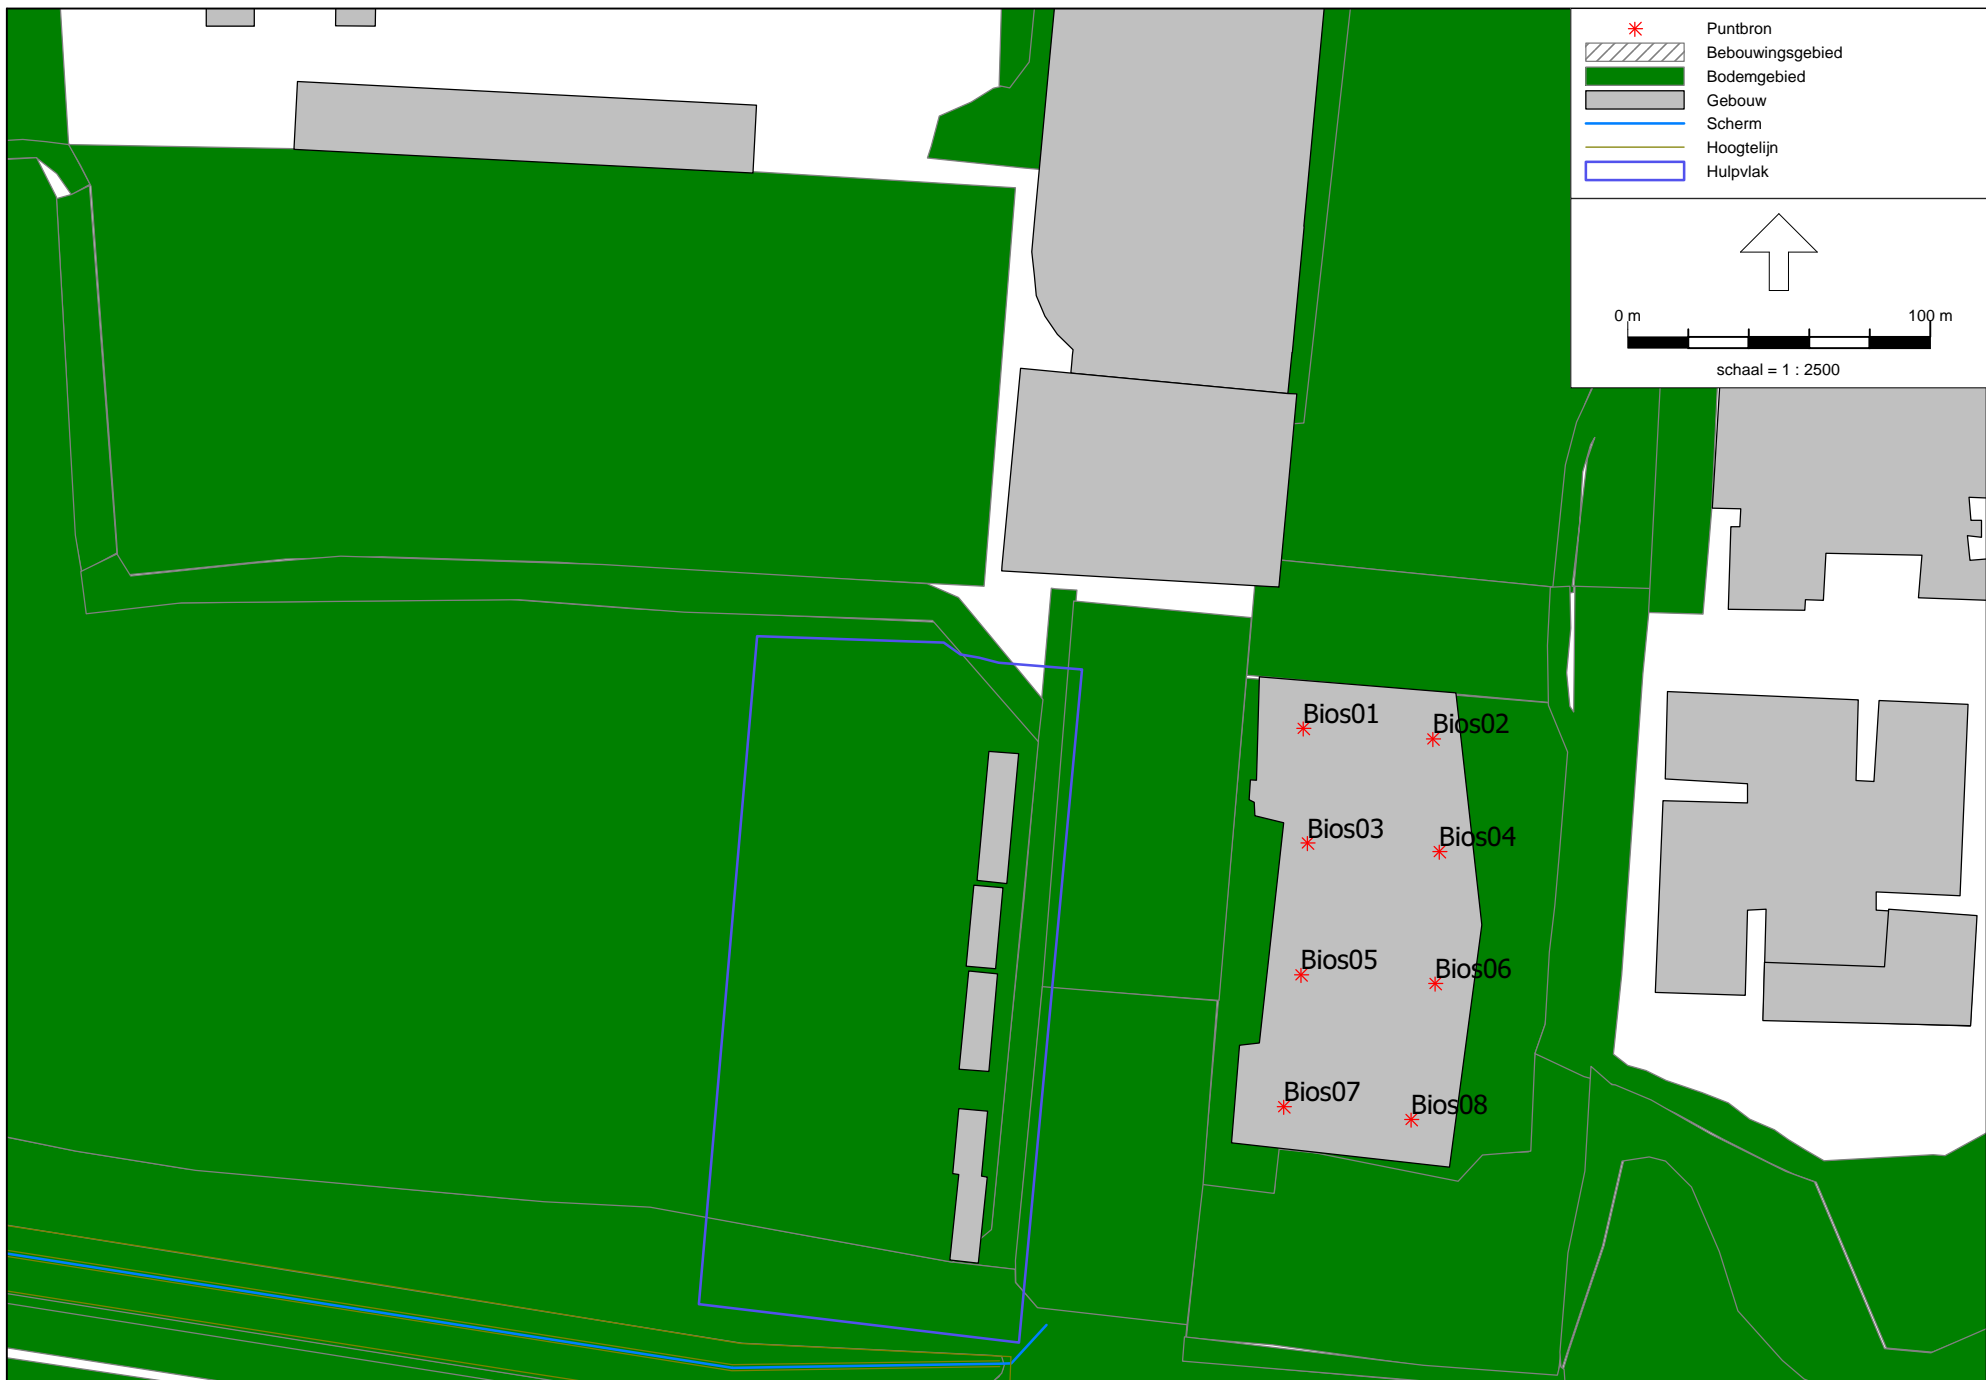 Puntbron
Bebouwingsgebied
Bodemgebied
Gebouw
Scherm
Hoogtelijn
Hulpvlak
0 m 100 m
schaal = 1 : 2500
Bios01
Bios02
Bios03
Bios04
Bios05
Bios06
Bios07
Bios08